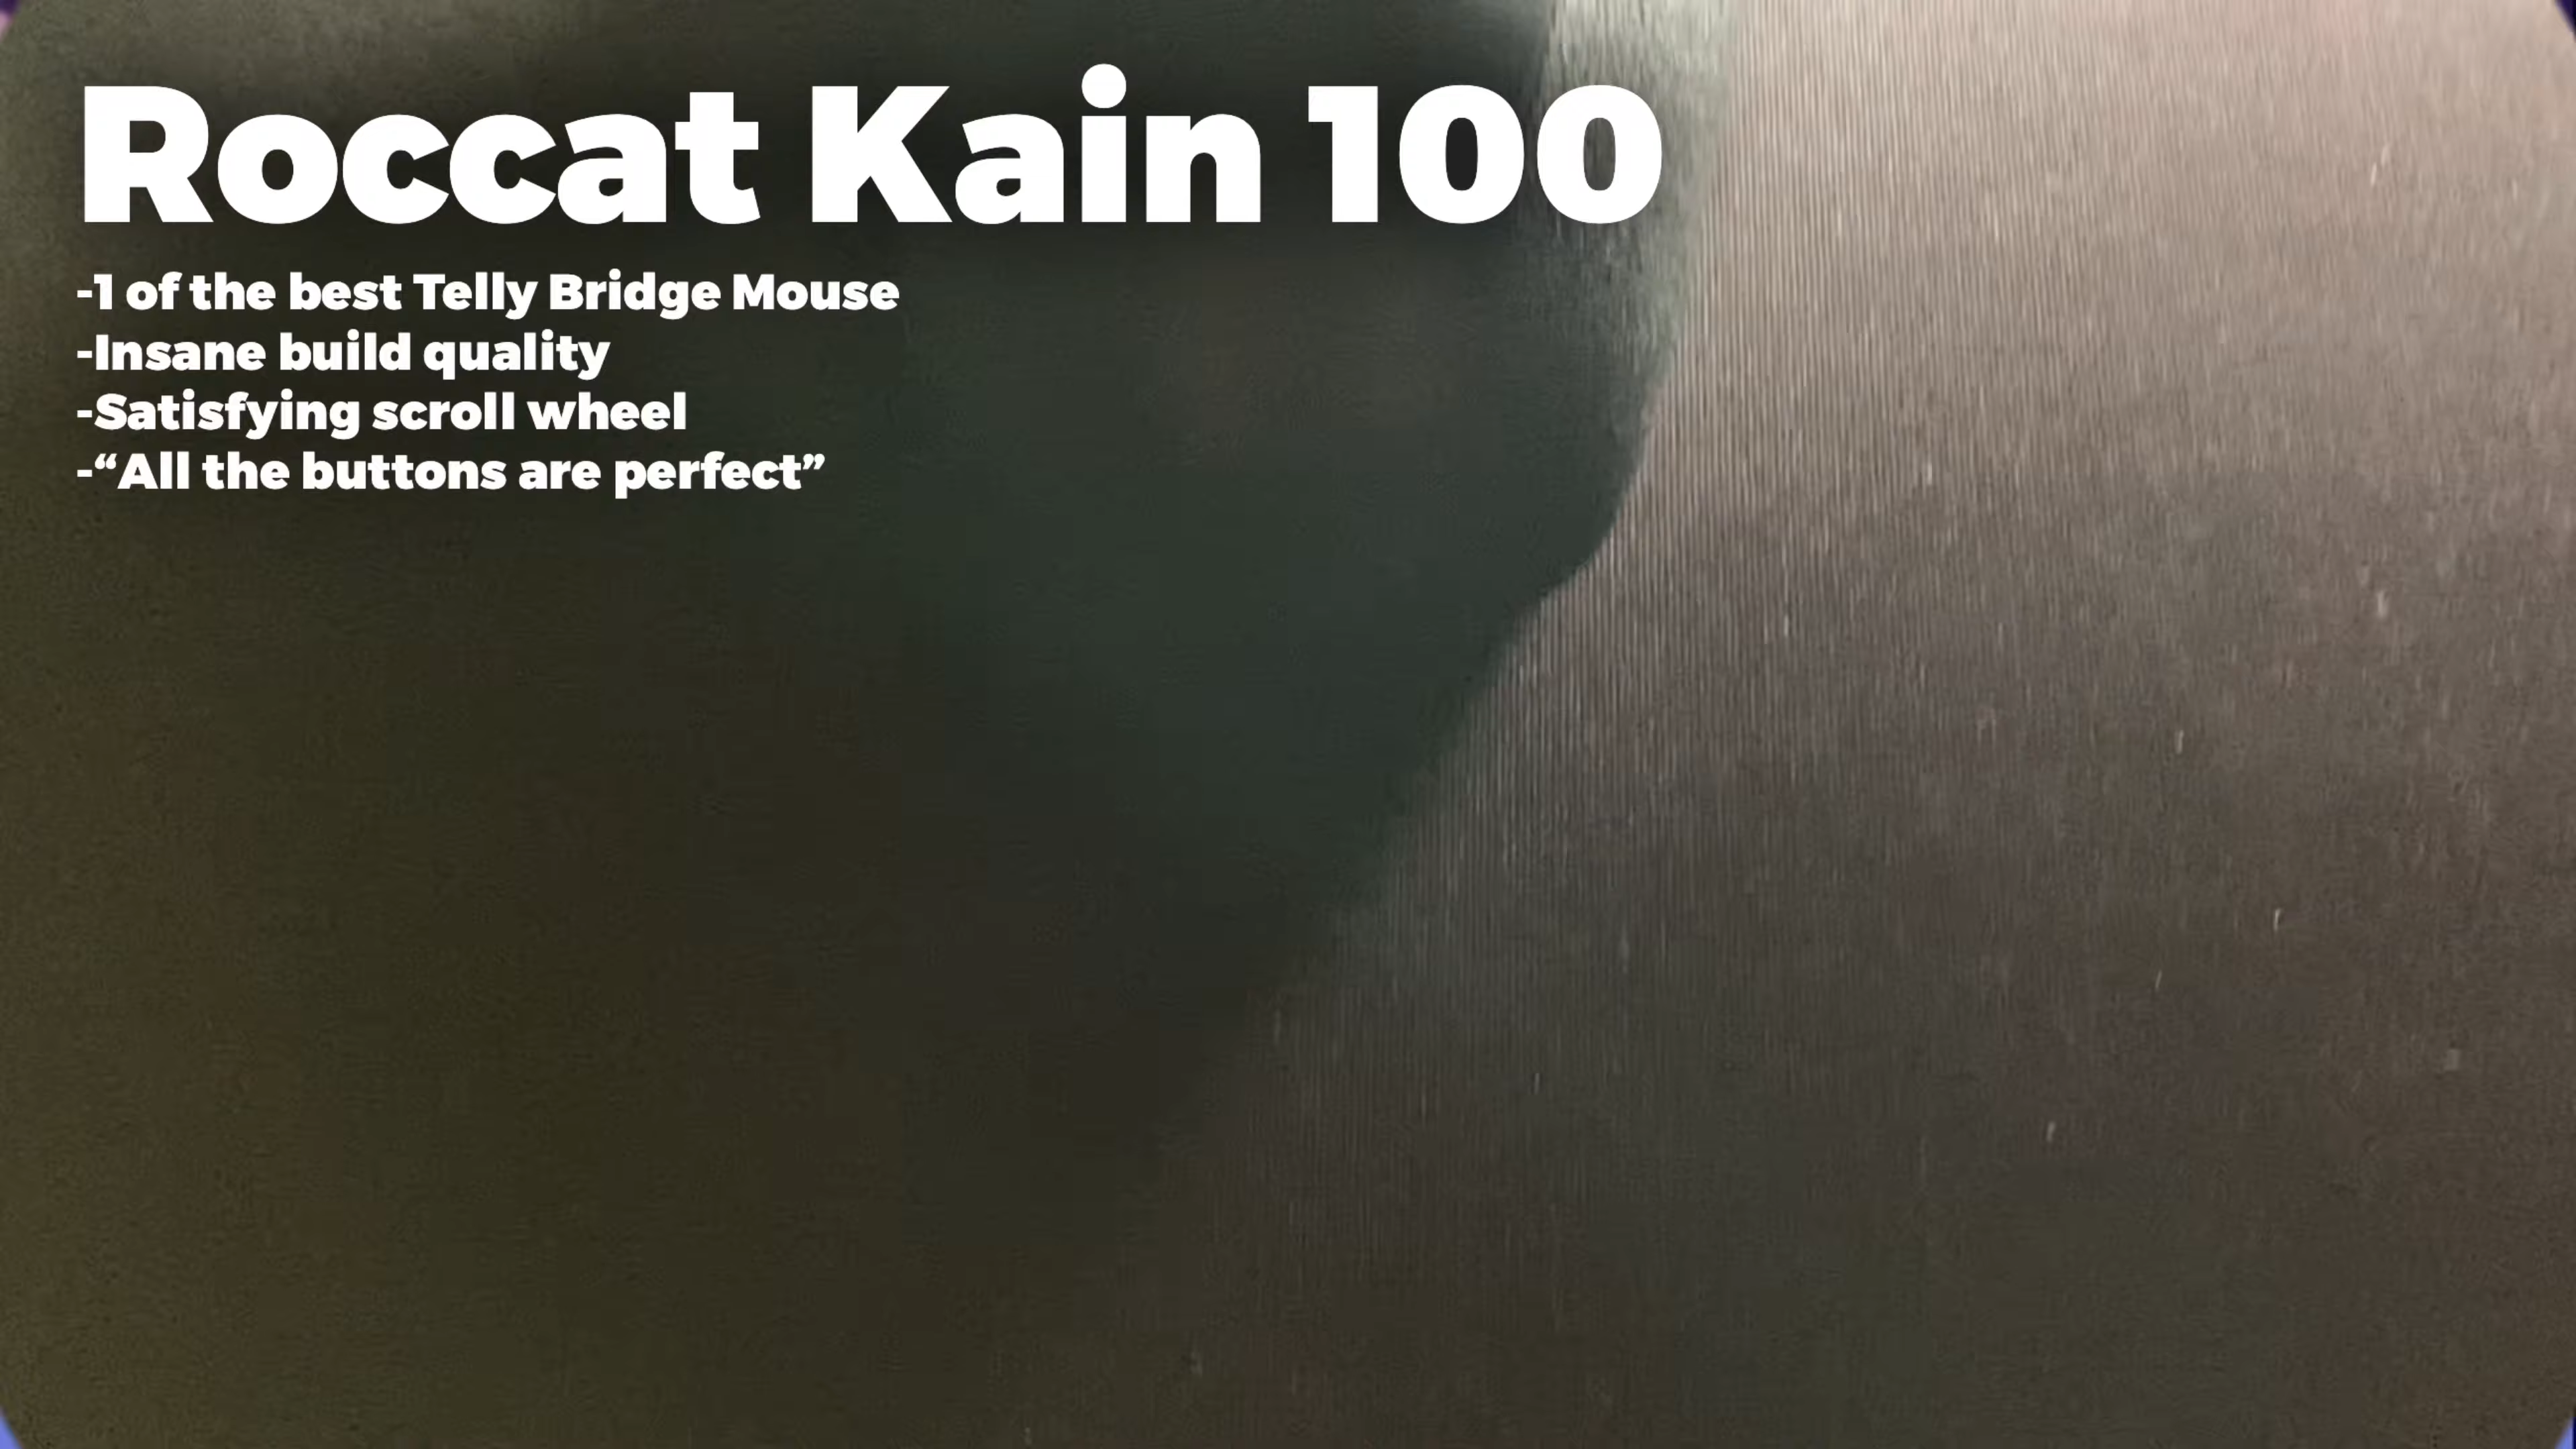 Roccat Kain 100
-1 of the best Telly Bridge Mouse
-Insane build quality
-Satisfying scroll wheel
-“All the buttons are perfect”